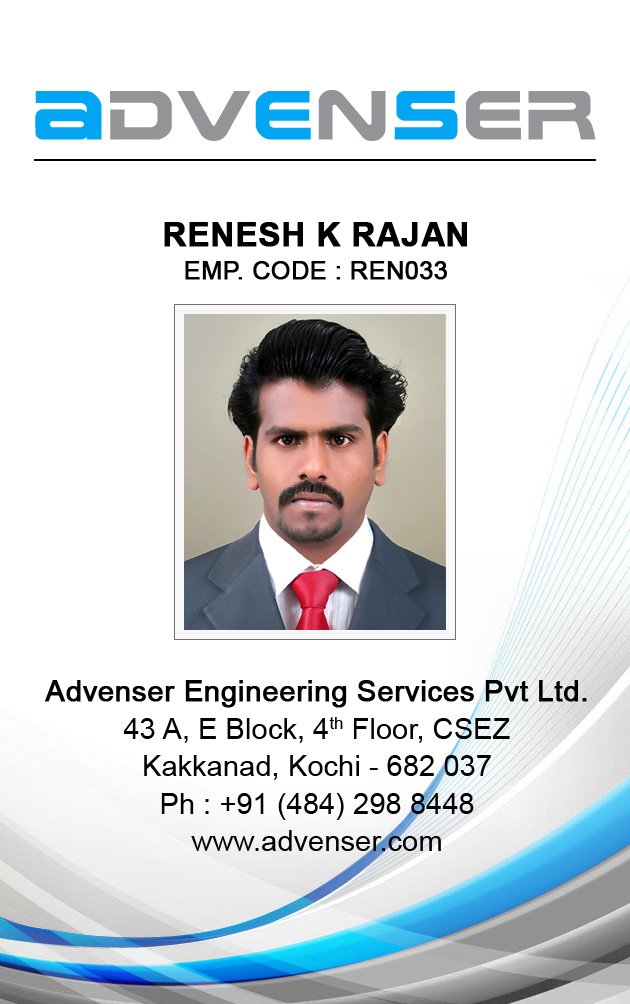 aDVENSER
RENESH K RAJAN
EMP. CODE : REN033
Advenser Engineering Services Pvt Ltd.
43 A, E Block, 4th Floor, CSEZ
Kakkanad, Kochi - 682 037
Ph : +91 (484) 298 8448
www.advenser.com